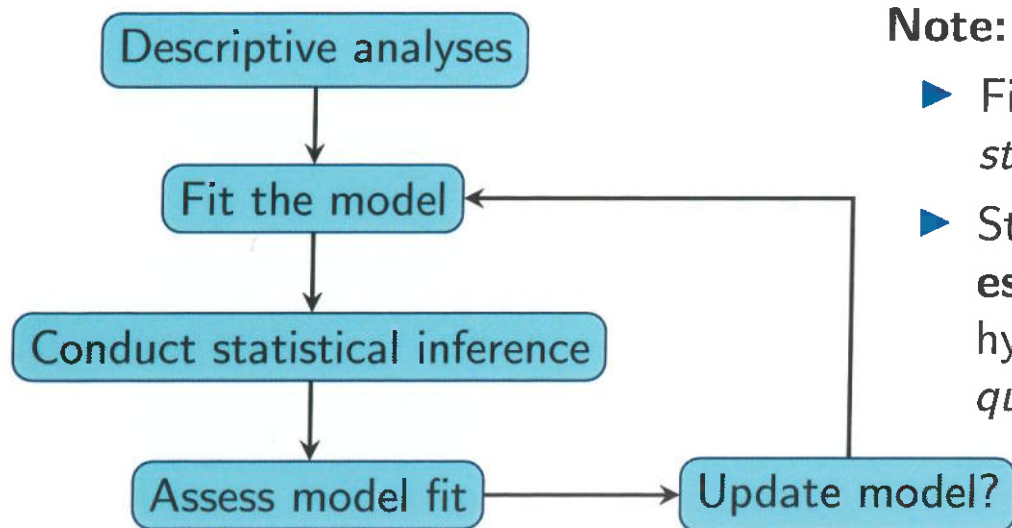 Descriptive analyses
Fit the model
Conduct statistical inference
Assess model fit
Update model?
Note: